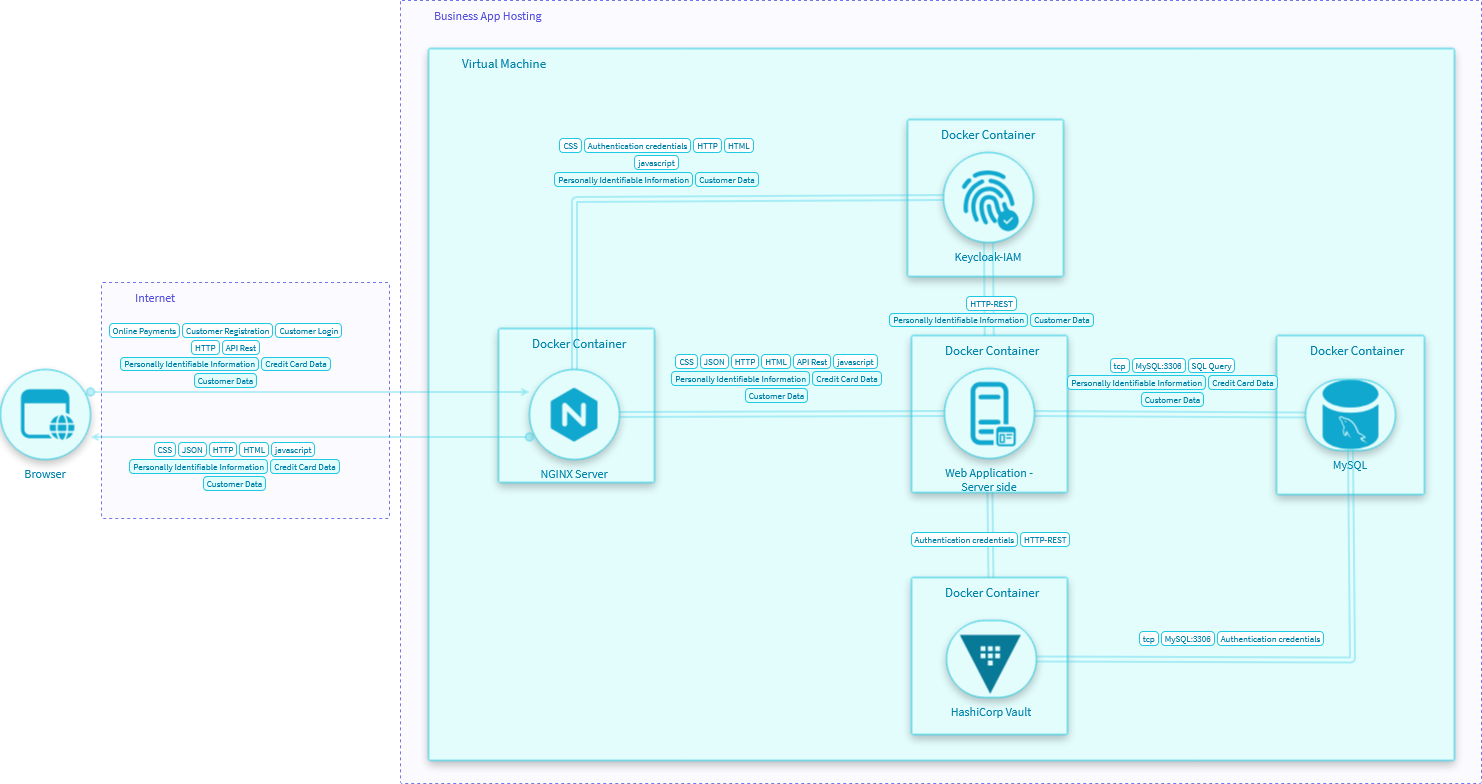 Business App Hosting
Virtual Machine
Docker Container
CSS Authentication credentials HTTP HTML
javascript
Personally Identifiable Information Customer Data
Keycloak-IAM
Internet
HTTP-REST
Personally Identifiable Information Customer Data
Online Payments Customer Registration Customer Login
HTTP API Rest
Personally Identifiable Information Credit Card Data
Customer Data
Docker Container
CSS JSON HTTP HTML API Rest javascript
Personally Identifiable Information Credit Card Data
Customer Data
Docker Container
tcp MySQL:3306 SQL Query
Personally Identifiable Information Credit Card Data
Customer Data
Docker Container
CSS JSON HTTP HTML javascript
Personally Identifiable Information Credit Card Data
Customer Data
Browser
N
NGINX Server
Web Application -
Server side
MySQL
Authentication credentials HTTP-REST
Docker Container
tcp MySQL:3306 Authentication credentials
HashiCorp Vault